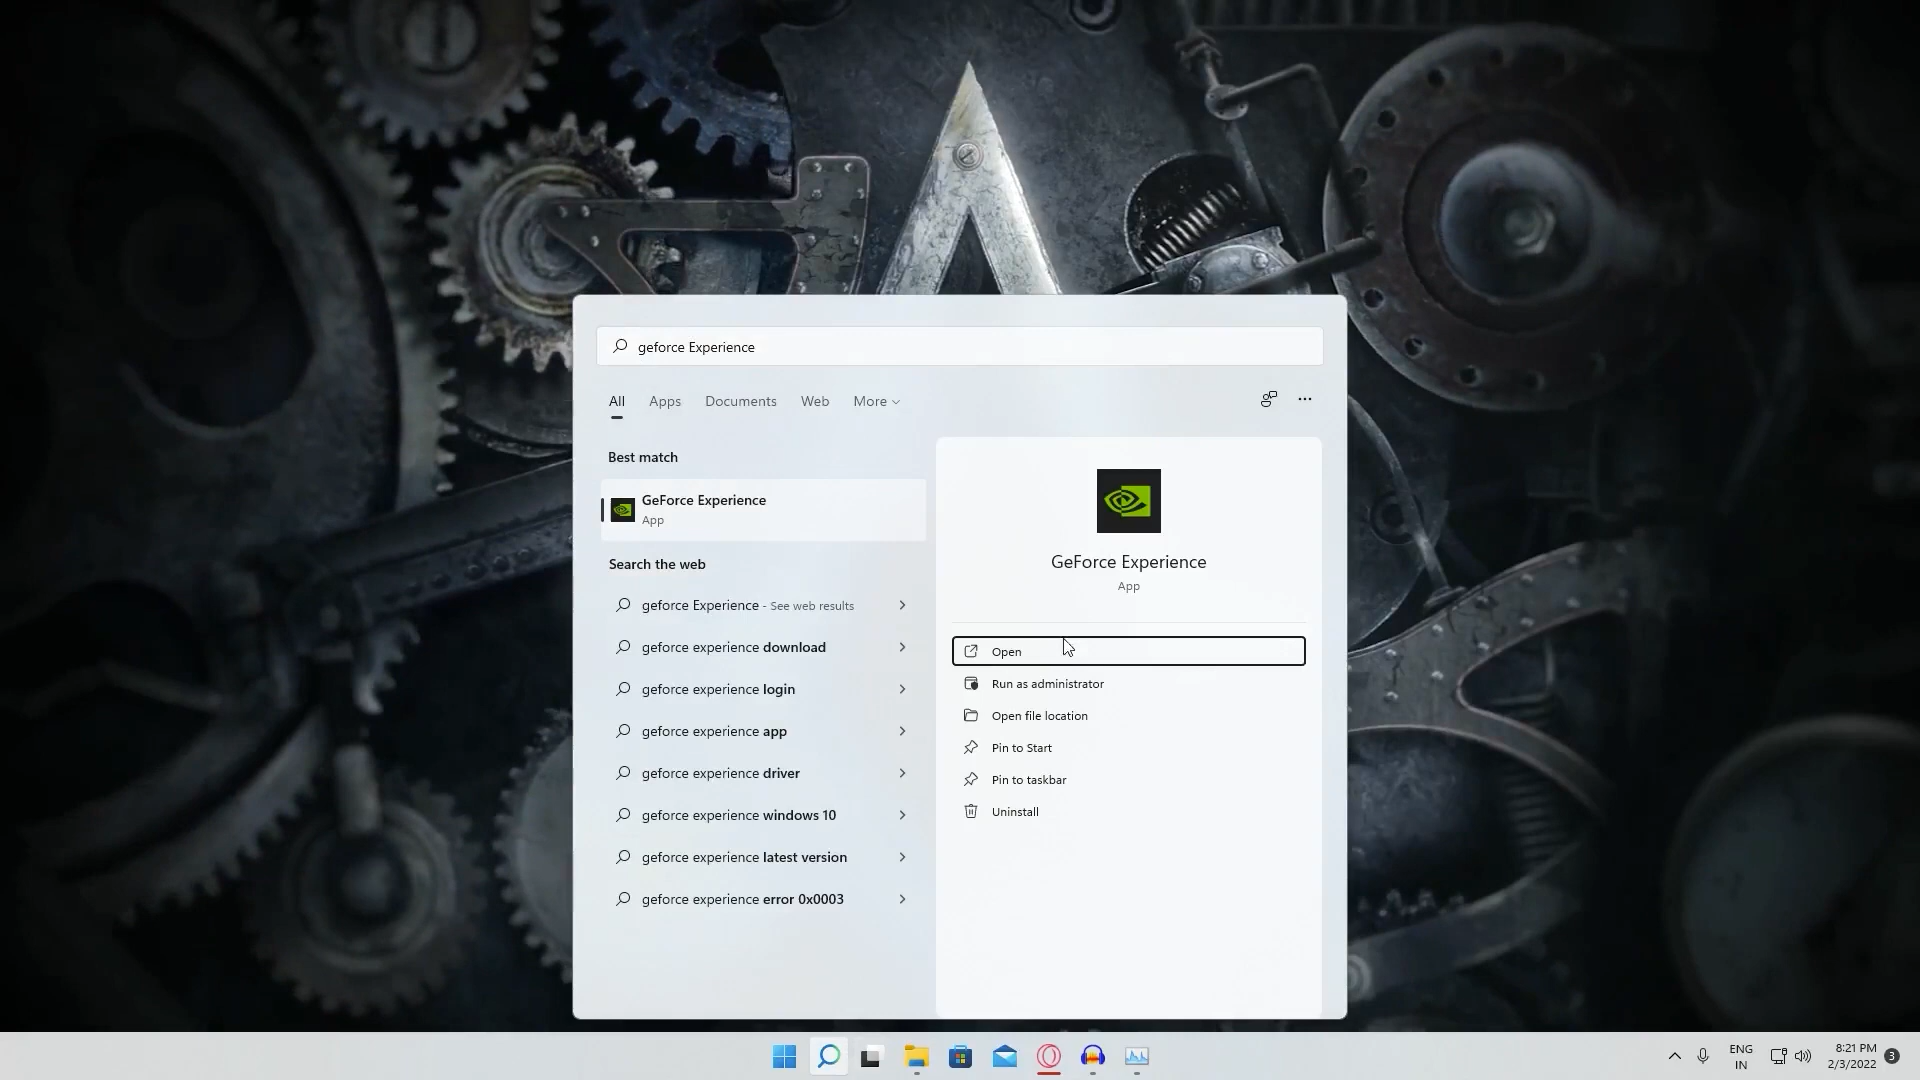 geforce Experience
All
Apps
Documents
Web
More
Best match
GeForce Experience
App
Search the web
geforce Experience - See web results
geforce experience download
geforce experience login
geforce experience app
geforce experience driver
geforce experience windows 10
geforce experience latest version
geforce experience error 0x0003
GeForce Experience
App
Open
Run as administrator
Open file location
Pin to Start
Pin to taskbar
Uninstall
ENG
IN
8:21 PM
2/3/2022
3